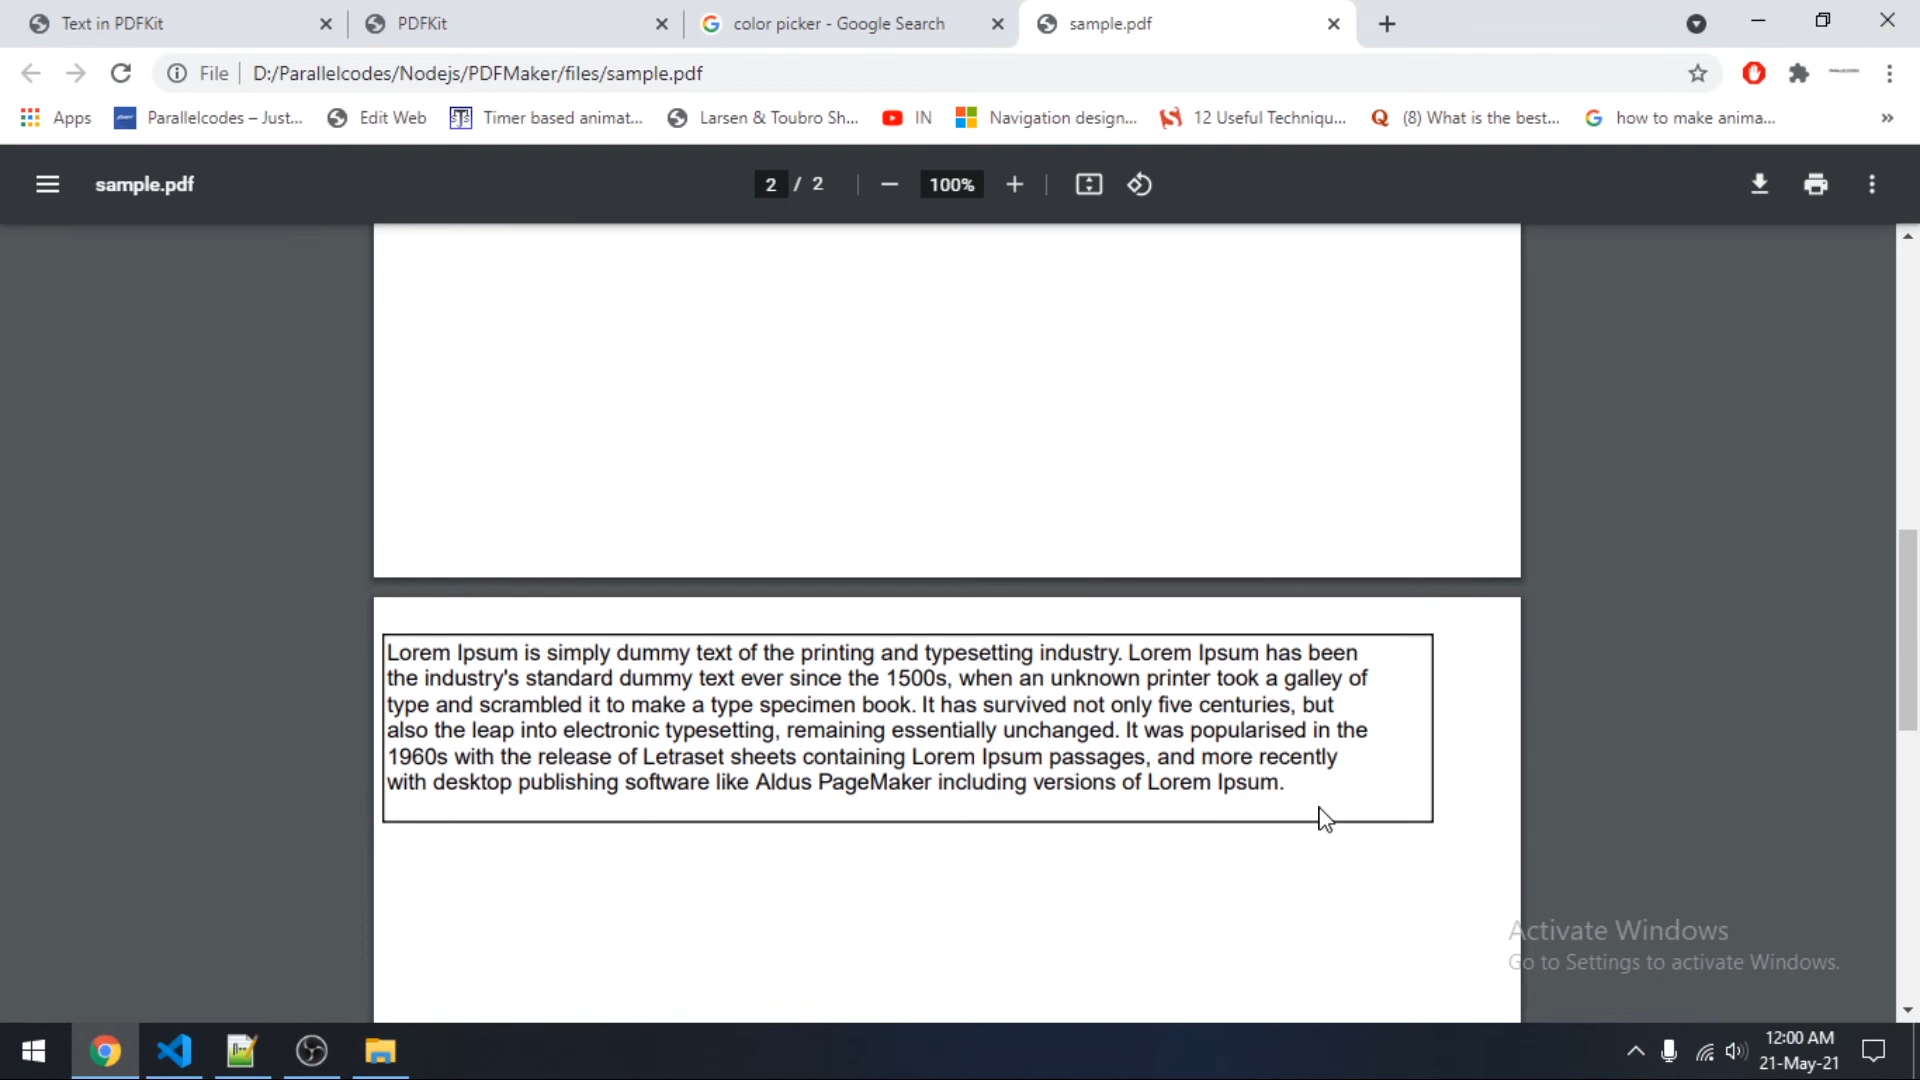 Text in PDFKit
PDFKit
color picker - Google Search
sample.pdf
File
D:/Parallelcodes/Nodejs/PDFMaker/files/sample.pdf
Apps
Parallelcodes – Just...
Edit Web
Timer based animat...
Larsen & Toubro Sh...
IN
Navigation design...
12 Useful Techniqu...
(8) What is the best...
how to make anima...
»
sample.pdf
2 / 2
100%
Lorem Ipsum is simply dummy text of the printing and typesetting industry. Lorem Ipsum has been
the industry's standard dummy text ever since the 1500s, when an unknown printer took a galley of
type and scrambled it to make a type specimen book. It has survived not only five centuries, but
also the leap into electronic typesetting, remaining essentially unchanged. It was popularised in the
1960s with the release of Letraset sheets containing Lorem Ipsum passages, and more recently
with desktop publishing software like Aldus PageMaker including versions of Lorem Ipsum.
Activate Windows
Go to Settings to activate Windows.
12:00 AM
21-May-21